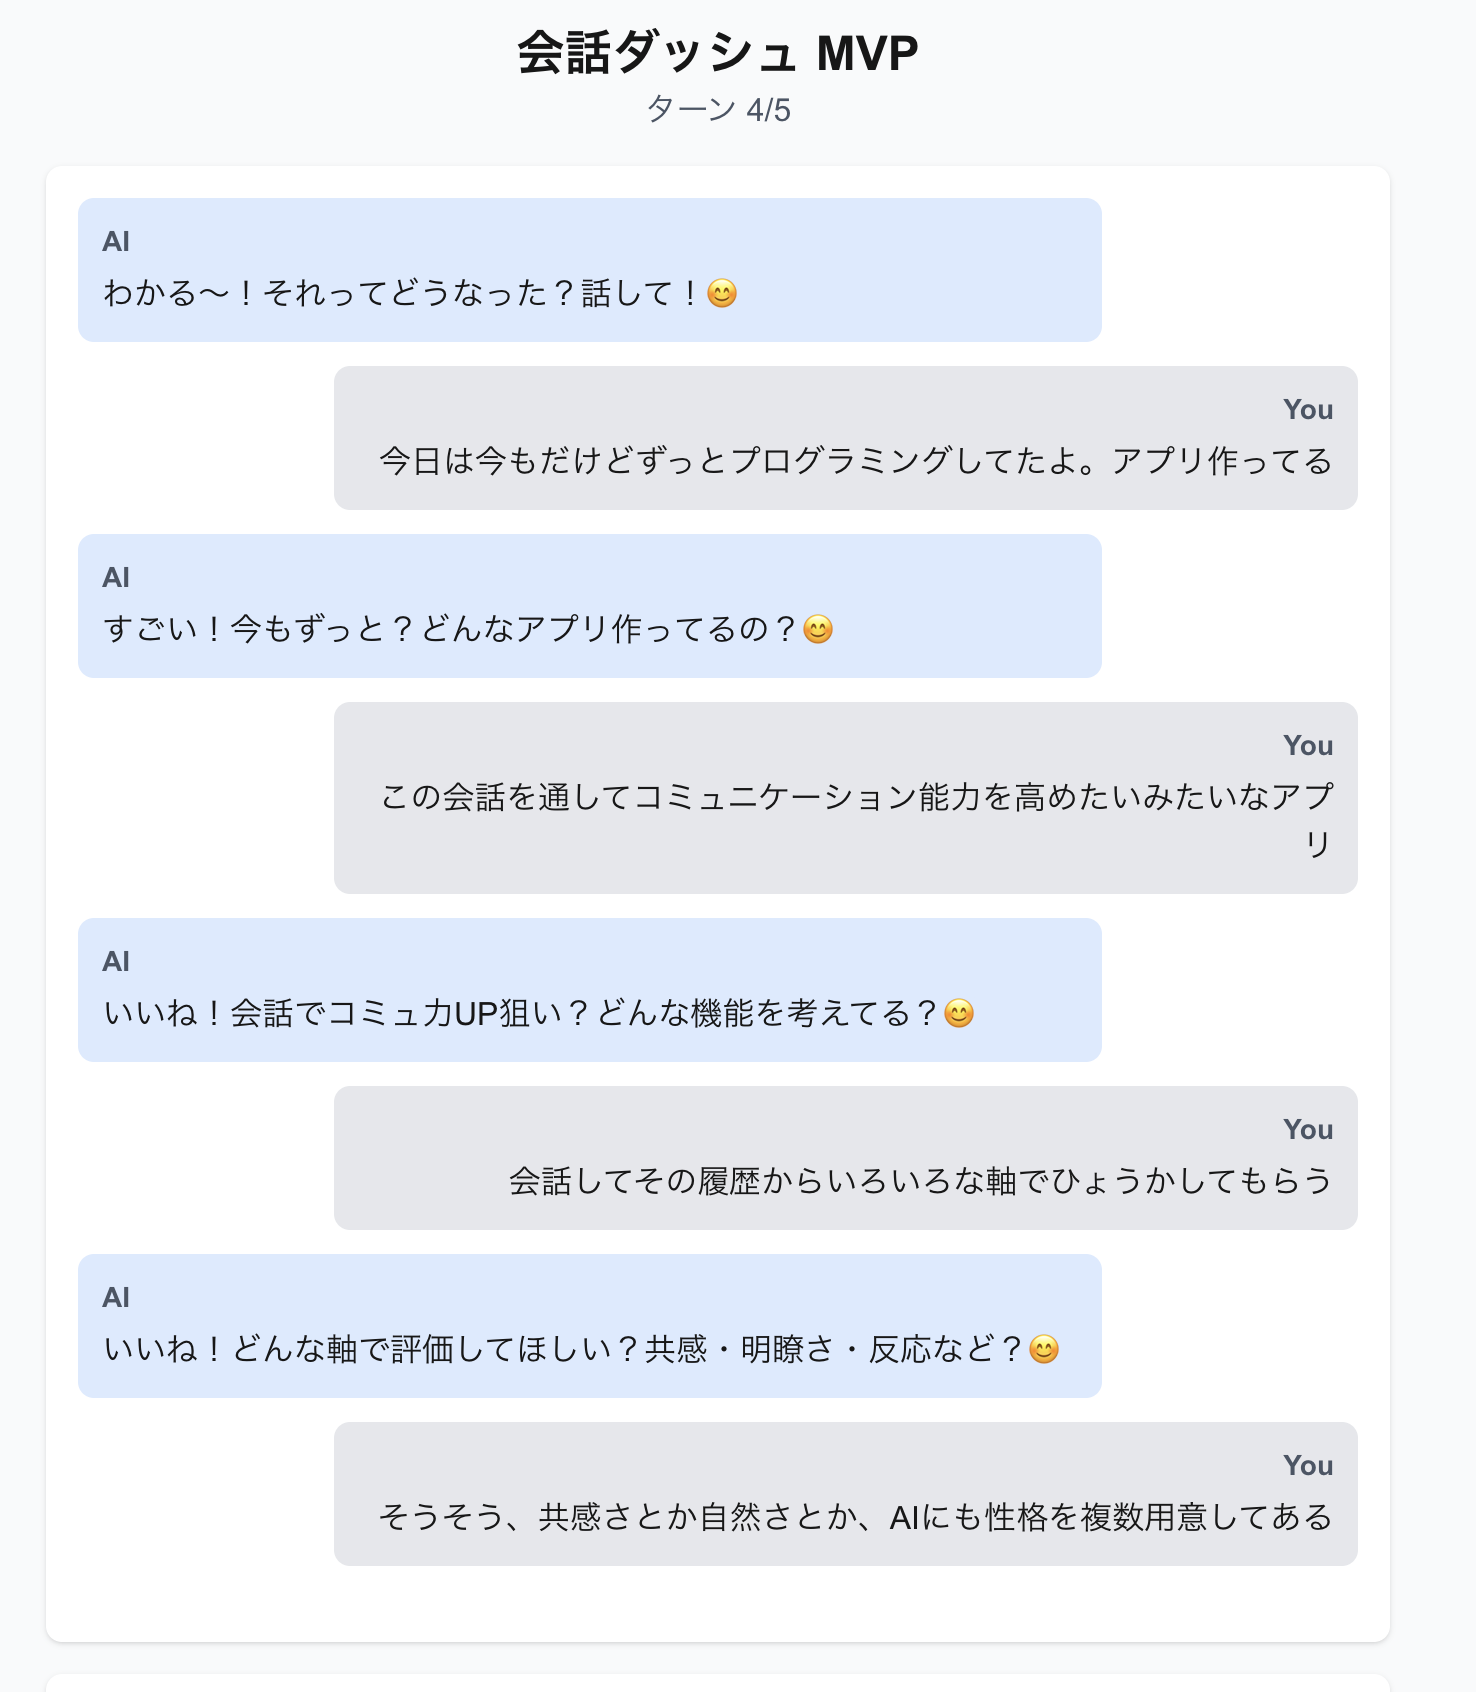 会話ダッシュ MVP
ターン 4/5
AI
わかる〜！それってどうなった？話して！😊
You
今日は今もだけどずっとプログラミングしてたよ。アプリ作ってる
AI
すごい！今もずっと？どんなアプリ作ってるの？😊
You
この会話を通してコミュニケーション能力を高めたいみたいなアプ
リ
AI
いいね！会話でコミュ力UP狙い？どんな機能を考えてる？😊
You
会話してその履歴からいろいろな軸でひょうかしてもらう
AI
いいね！どんな軸で評価してほしい？共感・明瞭さ・反応など？😊
You
そうそう、共感さとか自然さとか、AIにも性格を複数用意してある